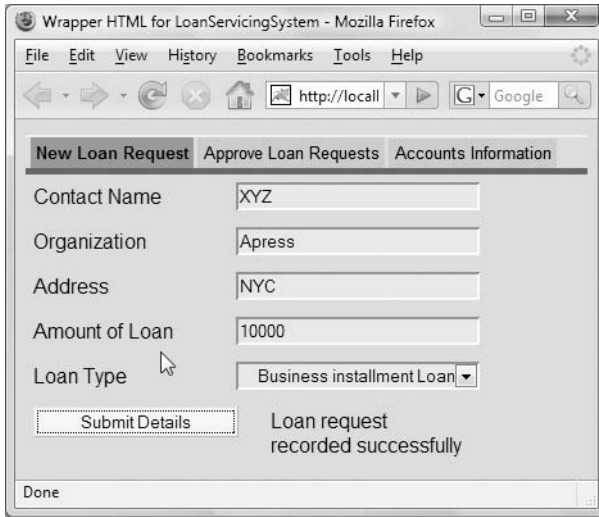 Wrapper HTML for LoanServicingSystem - Mozilla Firefox
File Edit View History Bookmarks Tools Help
http://locall G Google
New Loan Request Approve Loan Requests Accounts Information
Contact Name XYZ
Organization Apress
Address NYC
Amount of Loan 10000
Loan Type Business installment Loan
Submit Details Loan request
recorded successfully
Done